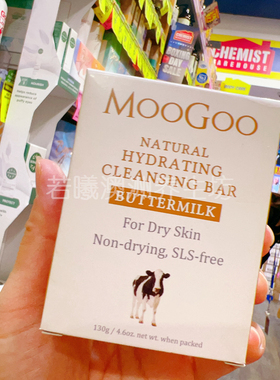 CHEMIST
WAREHOUSE
MOOGOO
NATURAL
HYDRATING
CLEANSING BAR
BUTTERMILK
For Dry Skin
Non-drying, SLS-free
130g / 4.6oz. net wt. when packed